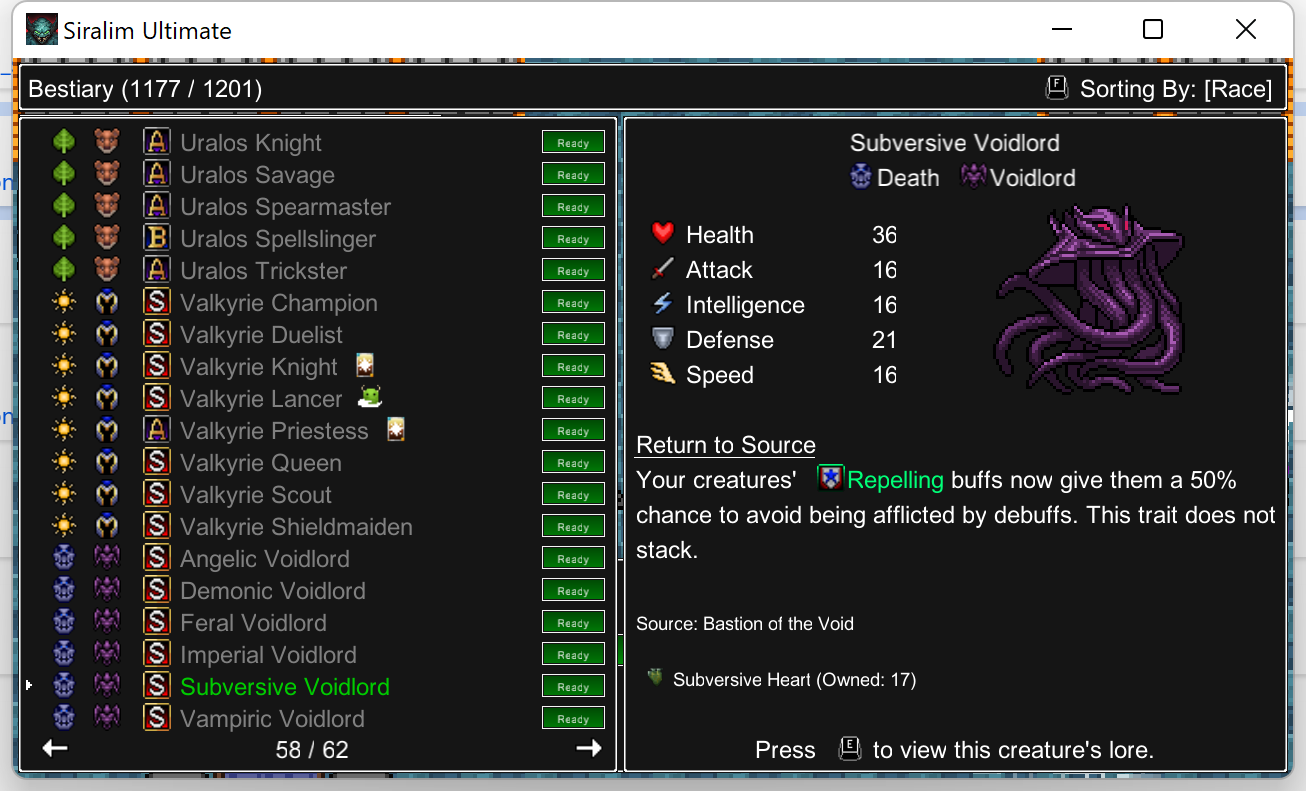 Siralim Ultimate
Bestiary (1177 / 1201)
F Sorting By: [Race]
A Uralos Knight Ready
A Uralos Savage Ready
A Uralos Spearmaster Ready
B Uralos Spellslinger Ready
A Uralos Trickster Ready
S Valkyrie Champion Ready
S Valkyrie Duelist Ready
S Valkyrie Knight Ready
S Valkyrie Lancer Ready
A Valkyrie Priestess Ready
S Valkyrie Queen Ready
S Valkyrie Scout Ready
S Valkyrie Shieldmaiden Ready
S Angelic Voidlord Ready
S Demonic Voidlord Ready
S Feral Voidlord Ready
S Imperial Voidlord Ready
S Subversive Voidlord Ready
S Vampiric Voidlord Ready
58 / 62
Subversive Voidlord
Death Voidlord
Health 36
Attack 16
Intelligence 16
Defense 21
Speed 16
Return to Source
Your creatures' Repelling buffs now give them a 50%
chance to avoid being afflicted by debuffs. This trait does not
stack.
Source: Bastion of the Void
Subversive Heart (Owned: 17)
Press E to view this creature's lore.